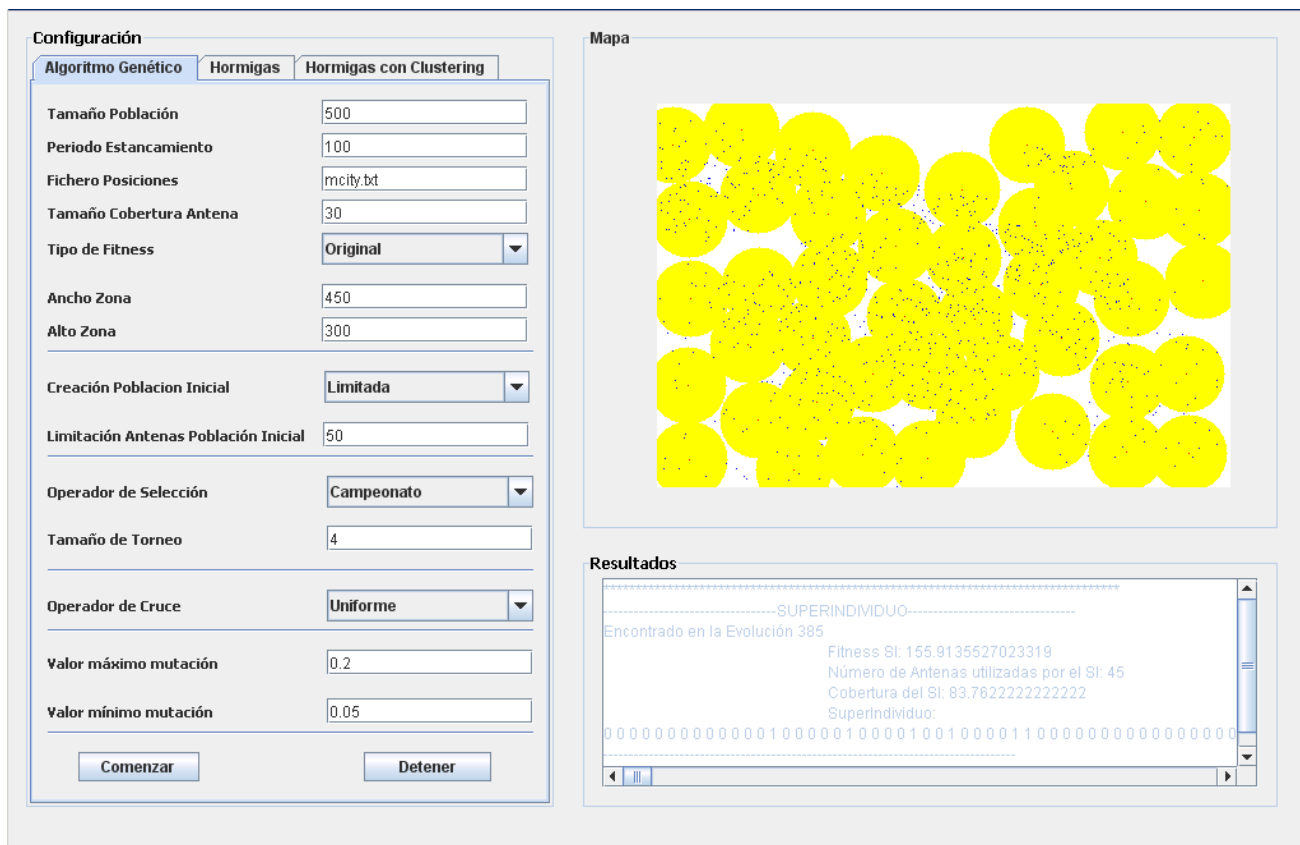 Configuración
Algoritmo Genético
Hormigas
Hormigas con Clustering
Tamaño Población
500
Periodo Estancamiento
100
Fichero Posiciones
mcity.txt
Tamaño Cobertura Antena
30
Tipo de Fitness
Original
Ancho Zona
450
Alto Zona
300
Creación Poblacion Inicial
Limitada
Limitación Antenas Población Inicial
50
Operador de Selección
Campeonato
Tamaño de Torneo
4
Operador de Cruce
Uniforme
Valor máximo mutación
0.2
Valor mínimo mutación
0.05
Comenzar
Detener
Mapa
Resultados
SUPERINDIVIDUO
Encontrado en la Evolución 385
Fitness SI: 155.9135527023319
Número de Antenas utilizadas por el SI: 45
Cobertura del SI: 83.7622222222222
SuperIndividuo:
0 0 0 0 0 0 0 0 0 0 0 0 0 0 1 0 0 0 0 0 1 0 0 0 0 1 0 0 1 0 0 0 0 1 1 0 0 0 0 0 0 0 0 0 0 0 0 0 0 0 0